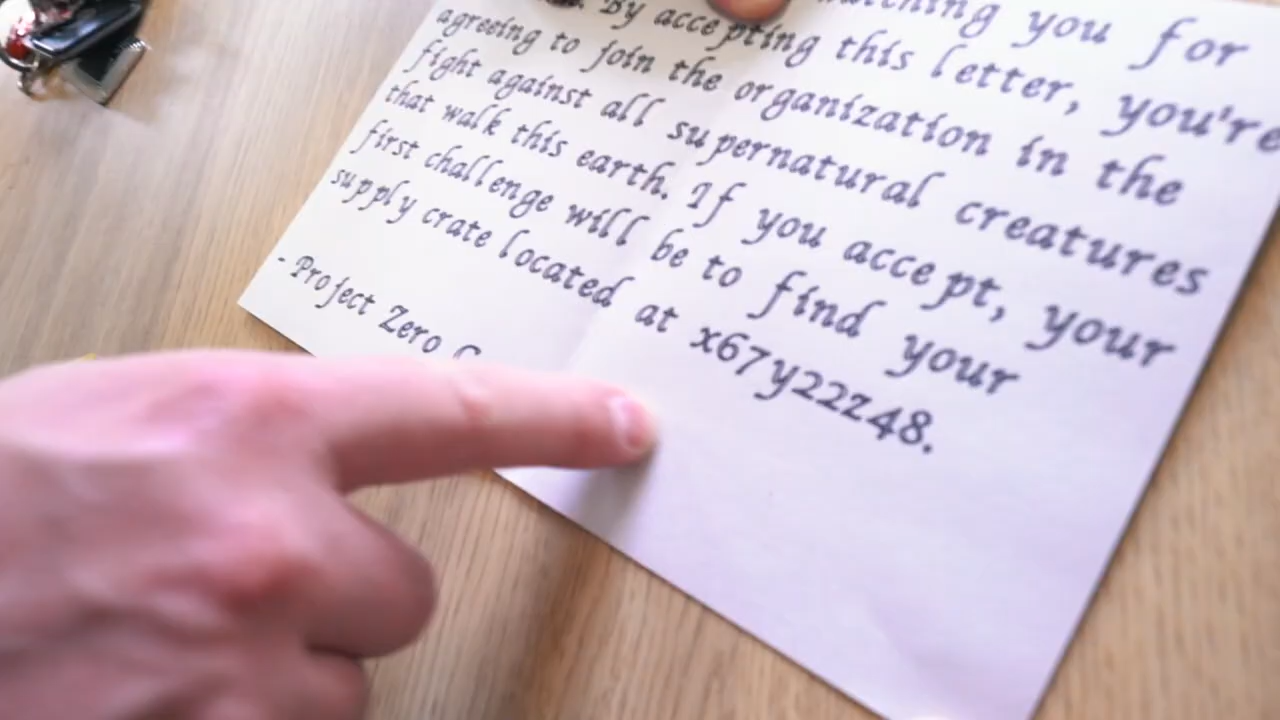 you for
By accepting this letter, you're
agreeing to join the organization in the
fight against all supernatural creatures
that walk this earth. If you accept, your
first challenge will be to find your
supply crate located at x67y22z48.
- Project Zero